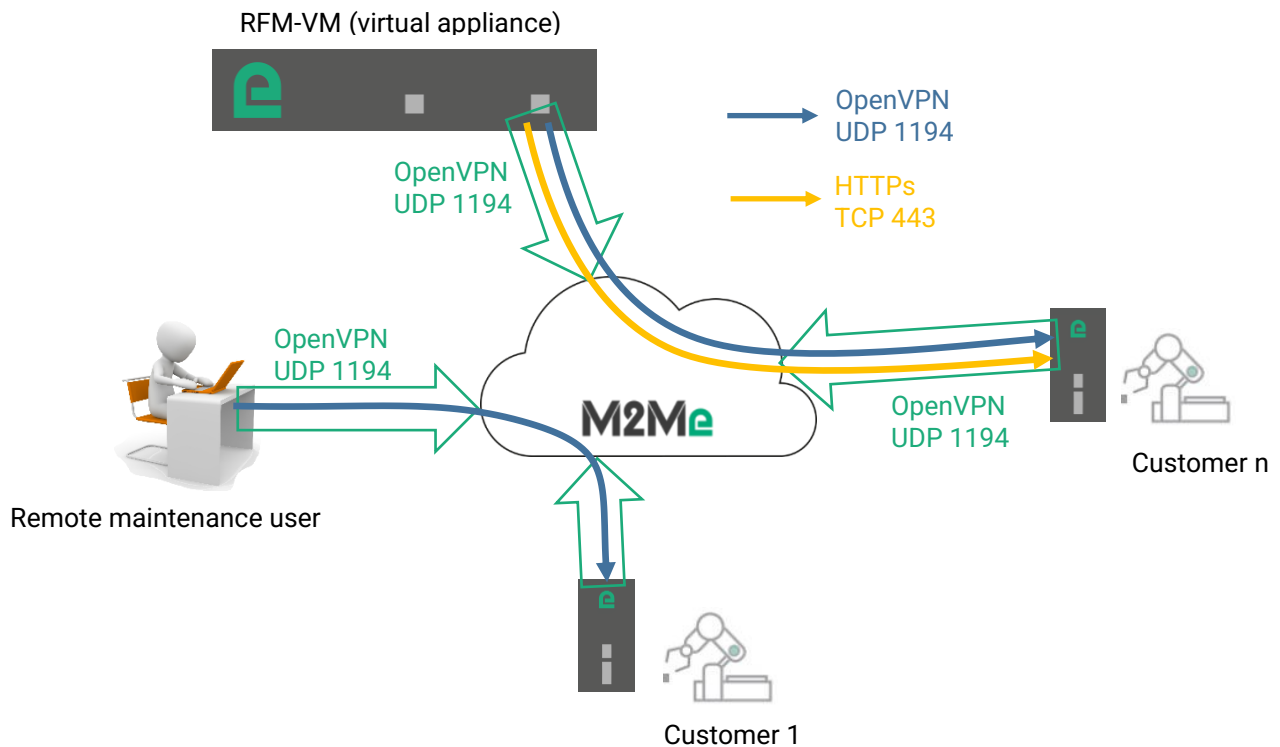 RFM-VM (virtual appliance)
OpenVPN
UDP 1194
HTTPs
TCP 443
OpenVPN
UDP 1194
OpenVPN
UDP 1194
M2Me
OpenVPN
UDP 1194
Customer n
Remote maintenance user
Customer 1